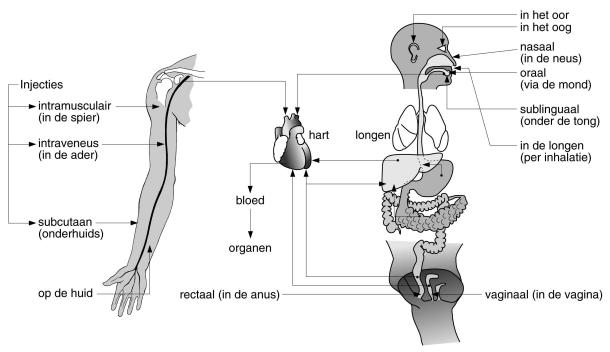 Injecties
intramusculair
(in de spier)
intraveneus
(in de ader)
subcutaan
(onderhuids)
op de huid
hart
bloed
organen
longen
rectaal (in de anus)
in het oor
in het oog
nasaal
(in de neus)
oraal
(via de mond)
sublinguaal
(onder de tong)
in de longen
(per inhalatie)
vaginaal (in de vagina)